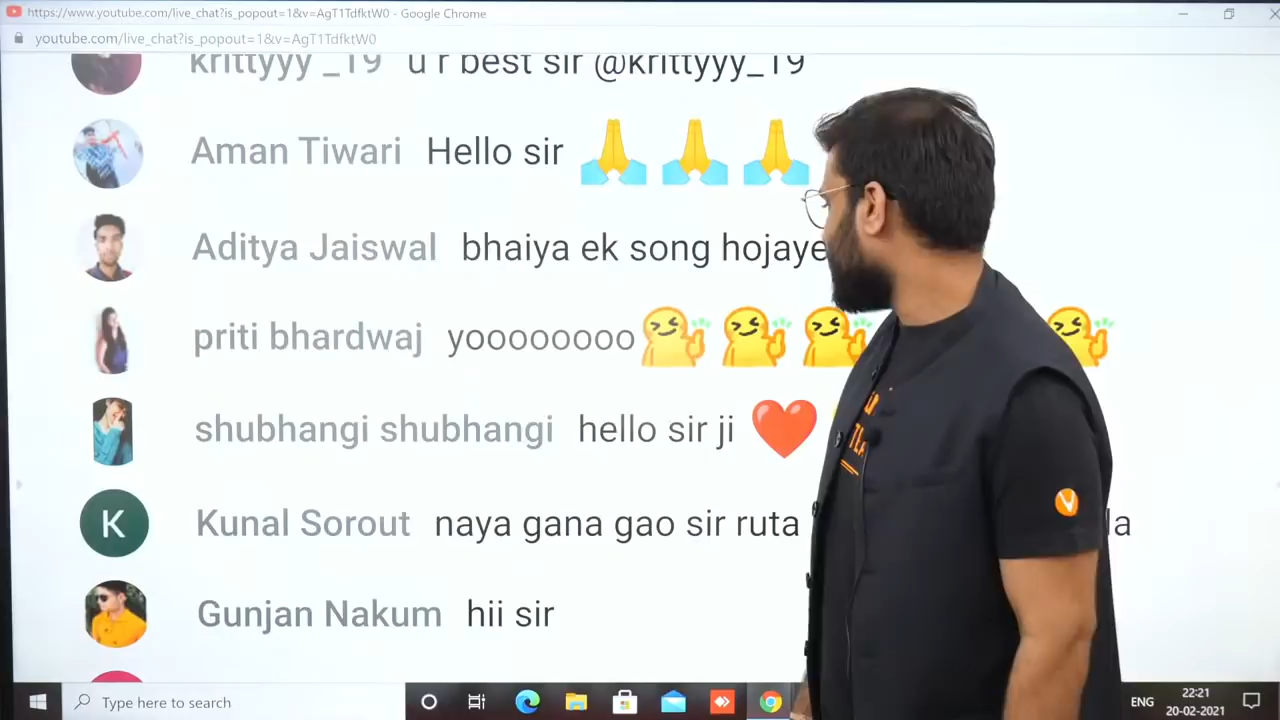 https://www.youtube.com/live_chat?is_popout=1&v=AgT1TdfktW0 - Google Chrome
youtube.com/live_chat?is_popout=1&v=AgT1TdfktW0
krittyyy _19 u r best sir @krittyyy_19
Aman Tiwari Hello sir 🙏 🙏 🙏
Aditya Jaiswal bhaiya ek song hojaye
priti bhardwaj yoooooooo
shubhangi shubhangi hello sir ji ❤️
K Kunal Sorout naya gana gao sir ruta
Gunjan Nakum hii sir
Type here to search
ENG
22:21
20-02-2021